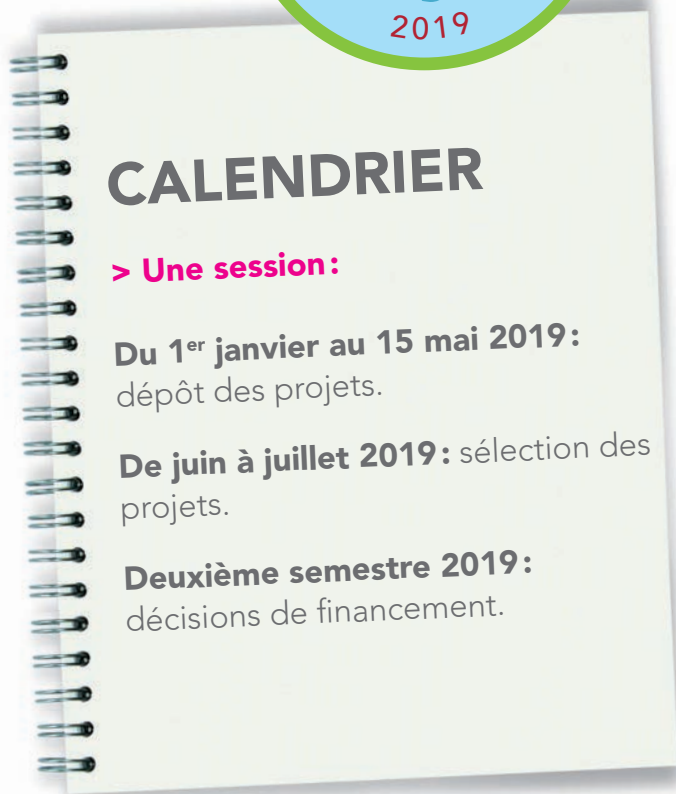 2019
CALENDRIER
> Une session :
Du 1er janvier au 15 mai 2019 :
dépôt des projets.
De juin à juillet 2019 : sélection des
projets.
Deuxième semestre 2019 :
décisions de financement.